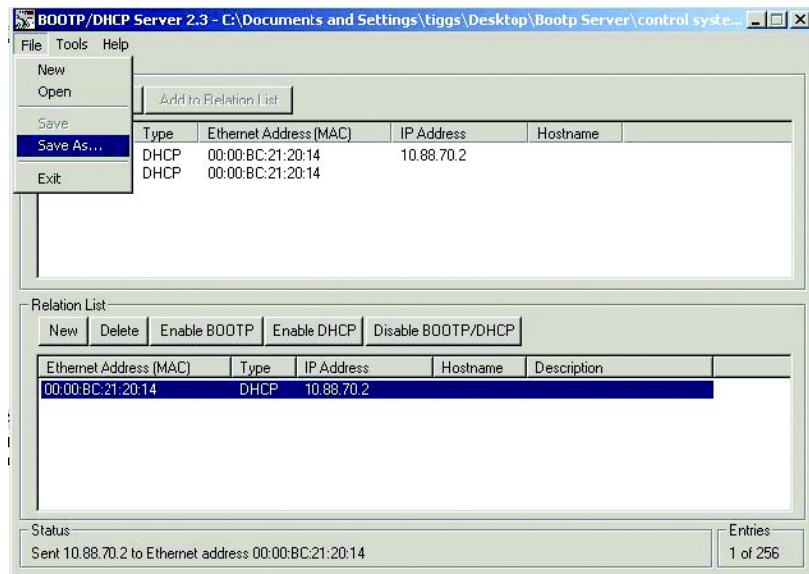 BOOTP/DHCP Server 2.3 - C:\Documents and Settings\tiggs\Desktop\Bootp Server\control syste...
File Tools Help
New
Open
Save
Save As...
Exit
Add to Relation List
Type Ethernet Address (MAC) IP Address Hostname
DHCP 00:00:BC:21:20:14 10.88.70.2
DHCP 00:00:BC:21:20:14
Relation List
New Delete Enable BOOTP Enable DHCP Disable BOOTP/DHCP
Ethernet Address (MAC) Type IP Address Hostname Description
00:00:BC:21:20:14 DHCP 10.88.70.2
Status
Sent 10.88.70.2 to Ethernet address 00:00:BC:21:20:14
Entries
1 of 256